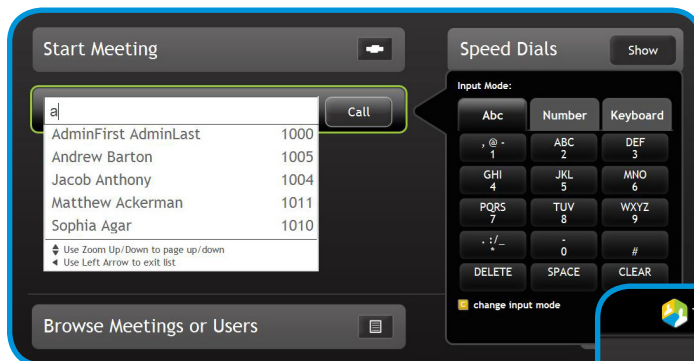 Start Meeting
a
Call
AdminFirst AdminLast 1000
Andrew Barton 1005
Jacob Anthony 1004
Matthew Ackerman 1011
Sophia Agar 1010
Use Zoom Up/Down to page up/down
Use Left Arrow to exit list
Browse Meetings or Users
Speed Dials
Show
Input Mode:
Abc Number Keyboard
, @ - ABC DEF
1 2 3
GHI JKL MNO
4 5 6
PQRS TUV WXYZ
7 8 9
. :/_ -
* 0 #
DELETE SPACE CLEAR
C change input mode